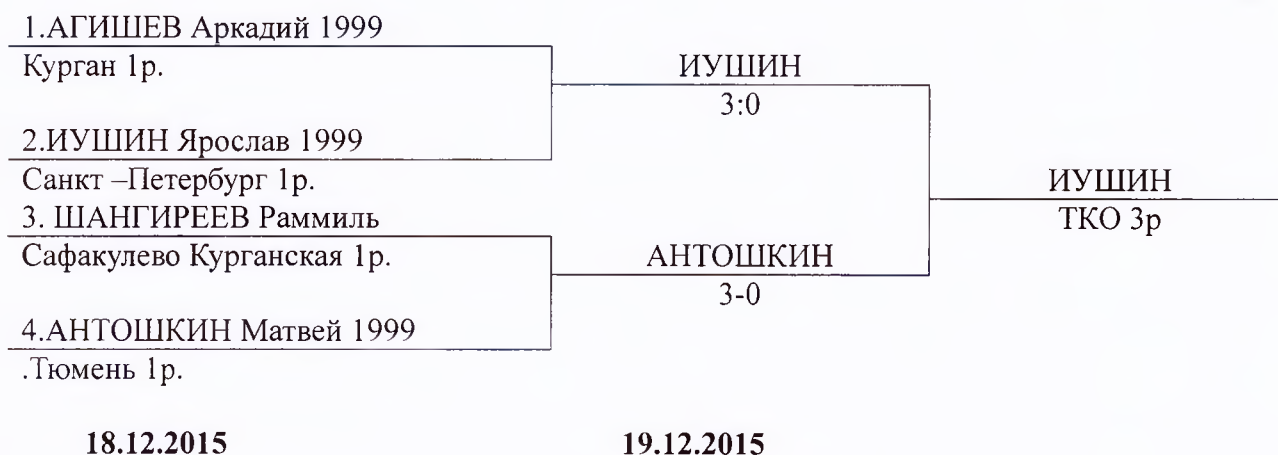 1.АГИШЕВ Аркадий 1999
Курган 1р.
ИУШИН
3:0
2.ИУШИН Ярослав 1999
Санкт –Петербург 1р.
ИУШИН
ТКО 3р
3. ШАНГИРЕЕВ Раммиль
Сафакулево Курганская 1р.
АНТОШКИН
3-0
4.АНТОШКИН Матвей 1999
.Тюмень 1р.
18.12.2015
19.12.2015